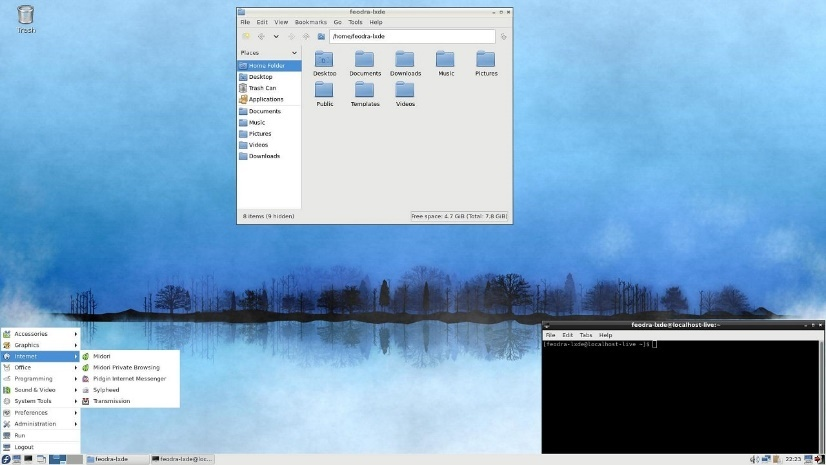 Trash
feodra-lxde
File Edit View Bookmarks Go Tools Help
/home/feodra-lxde
Places
Home Folder
Desktop
Trash Can
Applications
Documents
Music
Pictures
Videos
Downloads
Desktop Documents Downloads Music Pictures
Public Templates Videos
8 items (9 hidden)
Free space: 4.7 GiB (Total: 7.8 GiB)
feodra-lxde@localhost-live:~
File Edit Tabs Help
[feodra-lxde@localhost-live ~]$
Accessories
Graphics
Internet
Office
Programming
Sound & Video
System Tools
Preferences
Administration
Run
Logout
Midori
Midori Private Browsing
Pidgin Internet Messenger
Sylpheed
Transmission
feodra-lxde
feodra-lxde@loc...
22:23